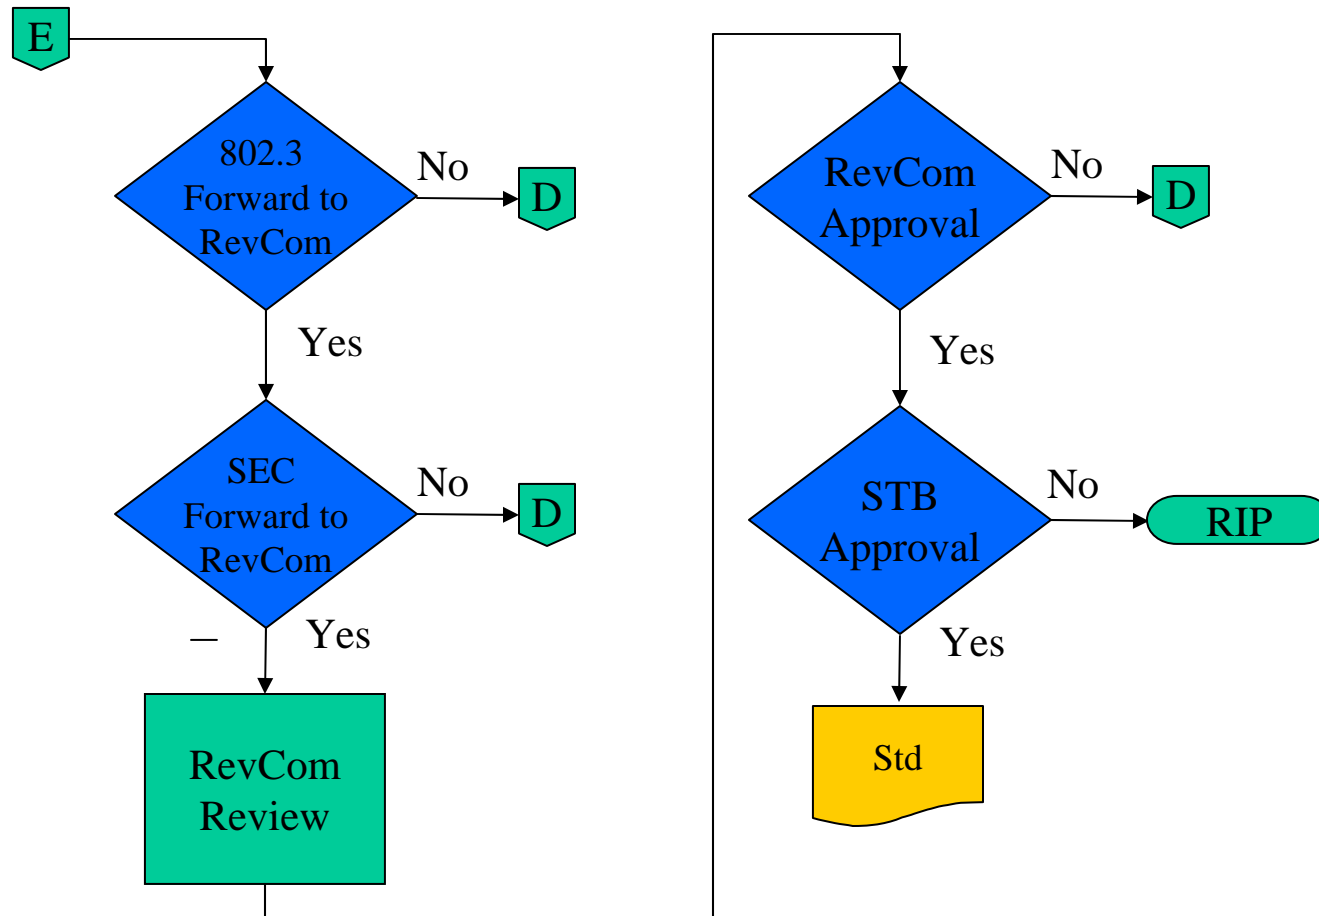 E
802.3
Forward to
RevCom
No
D
Yes
SEC
Forward to
RevCom
No
D
–
Yes
RevCom
Review
RevCom
Approval
No
D
Yes
STB
Approval
No
RIP
Yes
Std